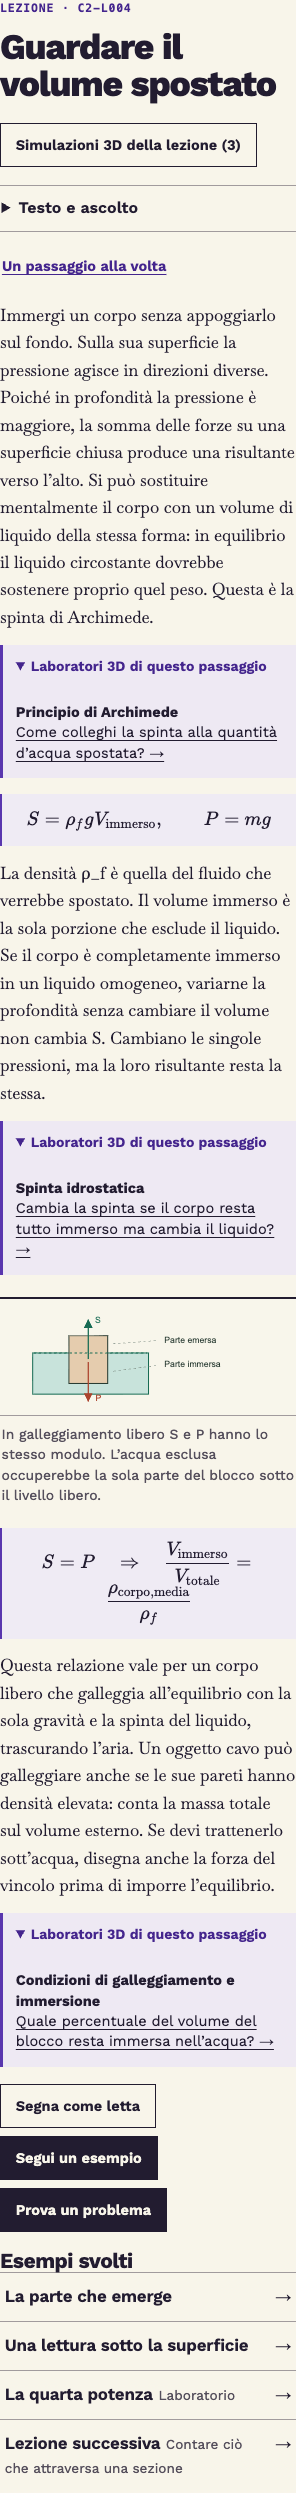 LEZIONE · C2–L004
Guardare il
volume spostato
Simulazioni 3D della lezione (3)
▶ Testo e ascolto
Un passaggio alla volta
Immergi un corpo senza appoggiarlo
sul fondo. Sulla sua superficie la
pressione agisce in direzioni diverse.
Poiché in profondità la pressione è
maggiore, la somma delle forze su una
superficie chiusa produce una risultante
verso l’alto. Si può sostituire
mentalmente il corpo con un volume di
liquido della stessa forma: in equilibrio
il liquido circostante dovrebbe
sostenere proprio quel peso. Questa è la
spinta di Archimede.
▼ Laboratori 3D di questo passaggio
Principio di Archimede
Come colleghi la spinta alla quantità
d’acqua spostata? →
S = ρ_f g V_immerso, P = mg
La densità ρ_f è quella del fluido che
verrebbe spostato. Il volume immerso è
la sola porzione che esclude il liquido.
Se il corpo è completamente immerso
in un liquido omogeneo, variarne la
profondità senza cambiare il volume
non cambia S. Cambiano le singole
pressioni, ma la loro risultante resta la
stessa.
▼ Laboratori 3D di questo passaggio
Spinta idrostatica
Cambia la spinta se il corpo resta
tutto immerso ma cambia il liquido?
→
S
Parte emersa
Parte immersa
P
In galleggiamento libero S e P hanno lo
stesso modulo. L’acqua esclusa
occuperebbe la sola parte del blocco sotto
il livello libero.
S = P ⇒ V_immerso / V_totale =
ρ_corpo,media / ρ_f
Questa relazione vale per un corpo
libero che galleggia all’equilibrio con la
sola gravità e la spinta del liquido,
trascurando l’aria. Un oggetto cavo può
galleggiare anche se le sue pareti hanno
densità elevata: conta la massa totale
sul volume esterno. Se devi trattenerlo
sott’acqua, disegna anche la forza del
vincolo prima di imporre l’equilibrio.
▼ Laboratori 3D di questo passaggio
Condizioni di galleggiamento e
immersione
Quale percentuale del volume del
blocco resta immersa nell’acqua? →
Segna come letta
Segui un esempio
Prova un problema
Esempi svolti
La parte che emerge →
Una lettura sotto la superficie →
La quarta potenza Laboratorio →
Lezione successiva Contare ciò →
che attraversa una sezione